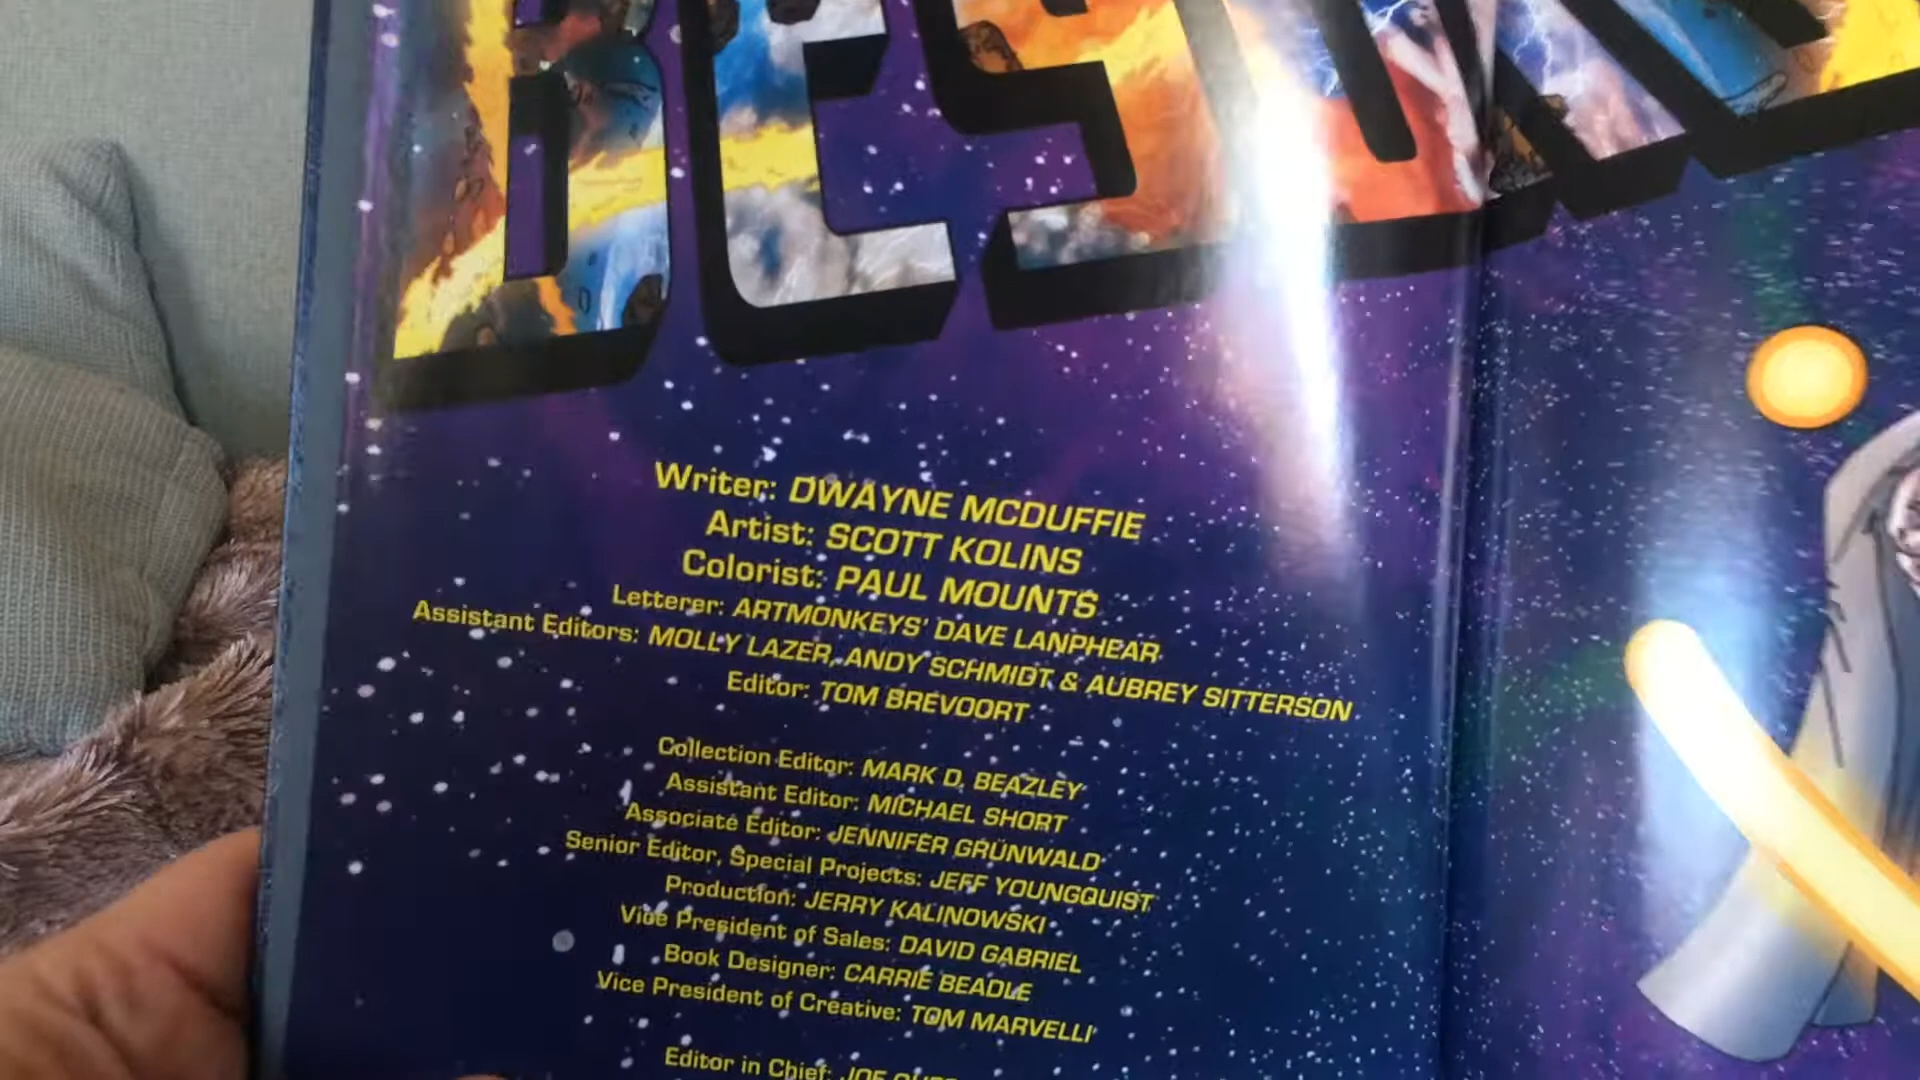 Writer: DWAYNE MCDUFFIE
Artist: SCOTT KOLINS
Colorist: PAUL MOUNTS
Letterer: ARTMONKEYS' DAVE LANPHEAR
Assistant Editors: MOLLY LAZER, ANDY SCHMIDT & AUBREY SITTERSON
Editor: TOM BREVOORT
Collection Editor: MARK D. BEAZLEY
Assistant Editor: MICHAEL SHORT
Associate Editor: JENNIFER GRÜNWALD
Senior Editor, Special Projects: JEFF YOUNGQUIST
Production: JERRY KALINOWSKI
Vice President of Sales: DAVID GABRIEL
Book Designer: CARRIE BEADLE
Vice President of Creative: TOM MARVELLI
Editor in Chief: JOE